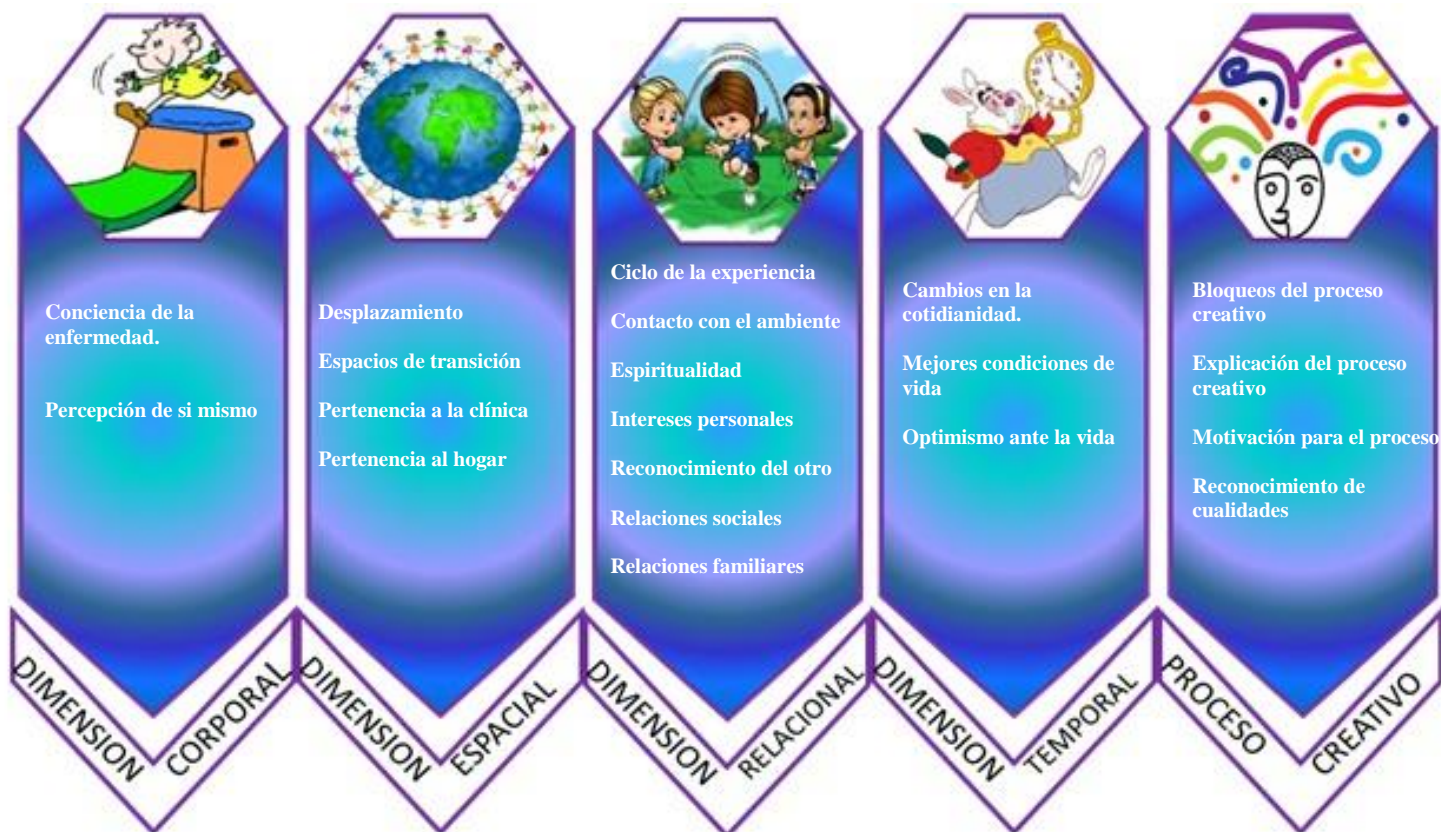 Conciencia de la
enfermedad.
Percepción de si mismo
DIMENSION CORPORAL
Desplazamiento
Espacios de transición
Pertenencia a la clínica
Pertenencia al hogar
DIMENSION ESPACIAL
Ciclo de la experiencia
Contacto con el ambiente
Espiritualidad
Intereses personales
Reconocimiento del otro
Relaciones sociales
Relaciones familiares
DIMENSION RELACIONAL
Cambios en la
cotidianidad.
Mejores condiciones de
vida
Optimismo ante la vida
DIMENSION TEMPORAL
Bloqueos del proceso
creativo
Explicación del proceso
creativo
Motivación para el proceso
Reconocimiento de
cualidades
PROCESO CREATIVO